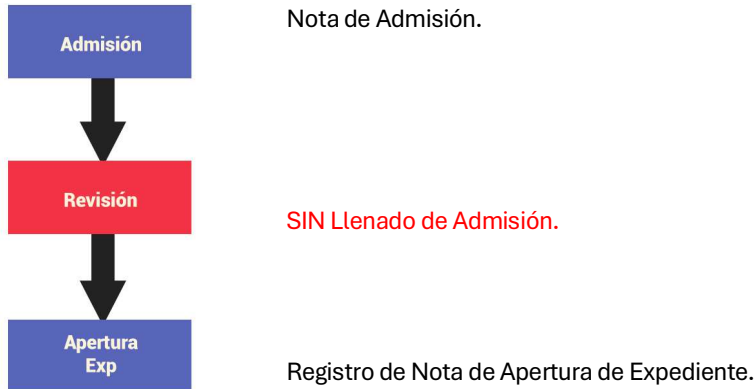 Admisión
Nota de Admisión.
Revisión
SIN Llenado de Admisión.
Apertura
Exp
Registro de Nota de Apertura de Expediente.